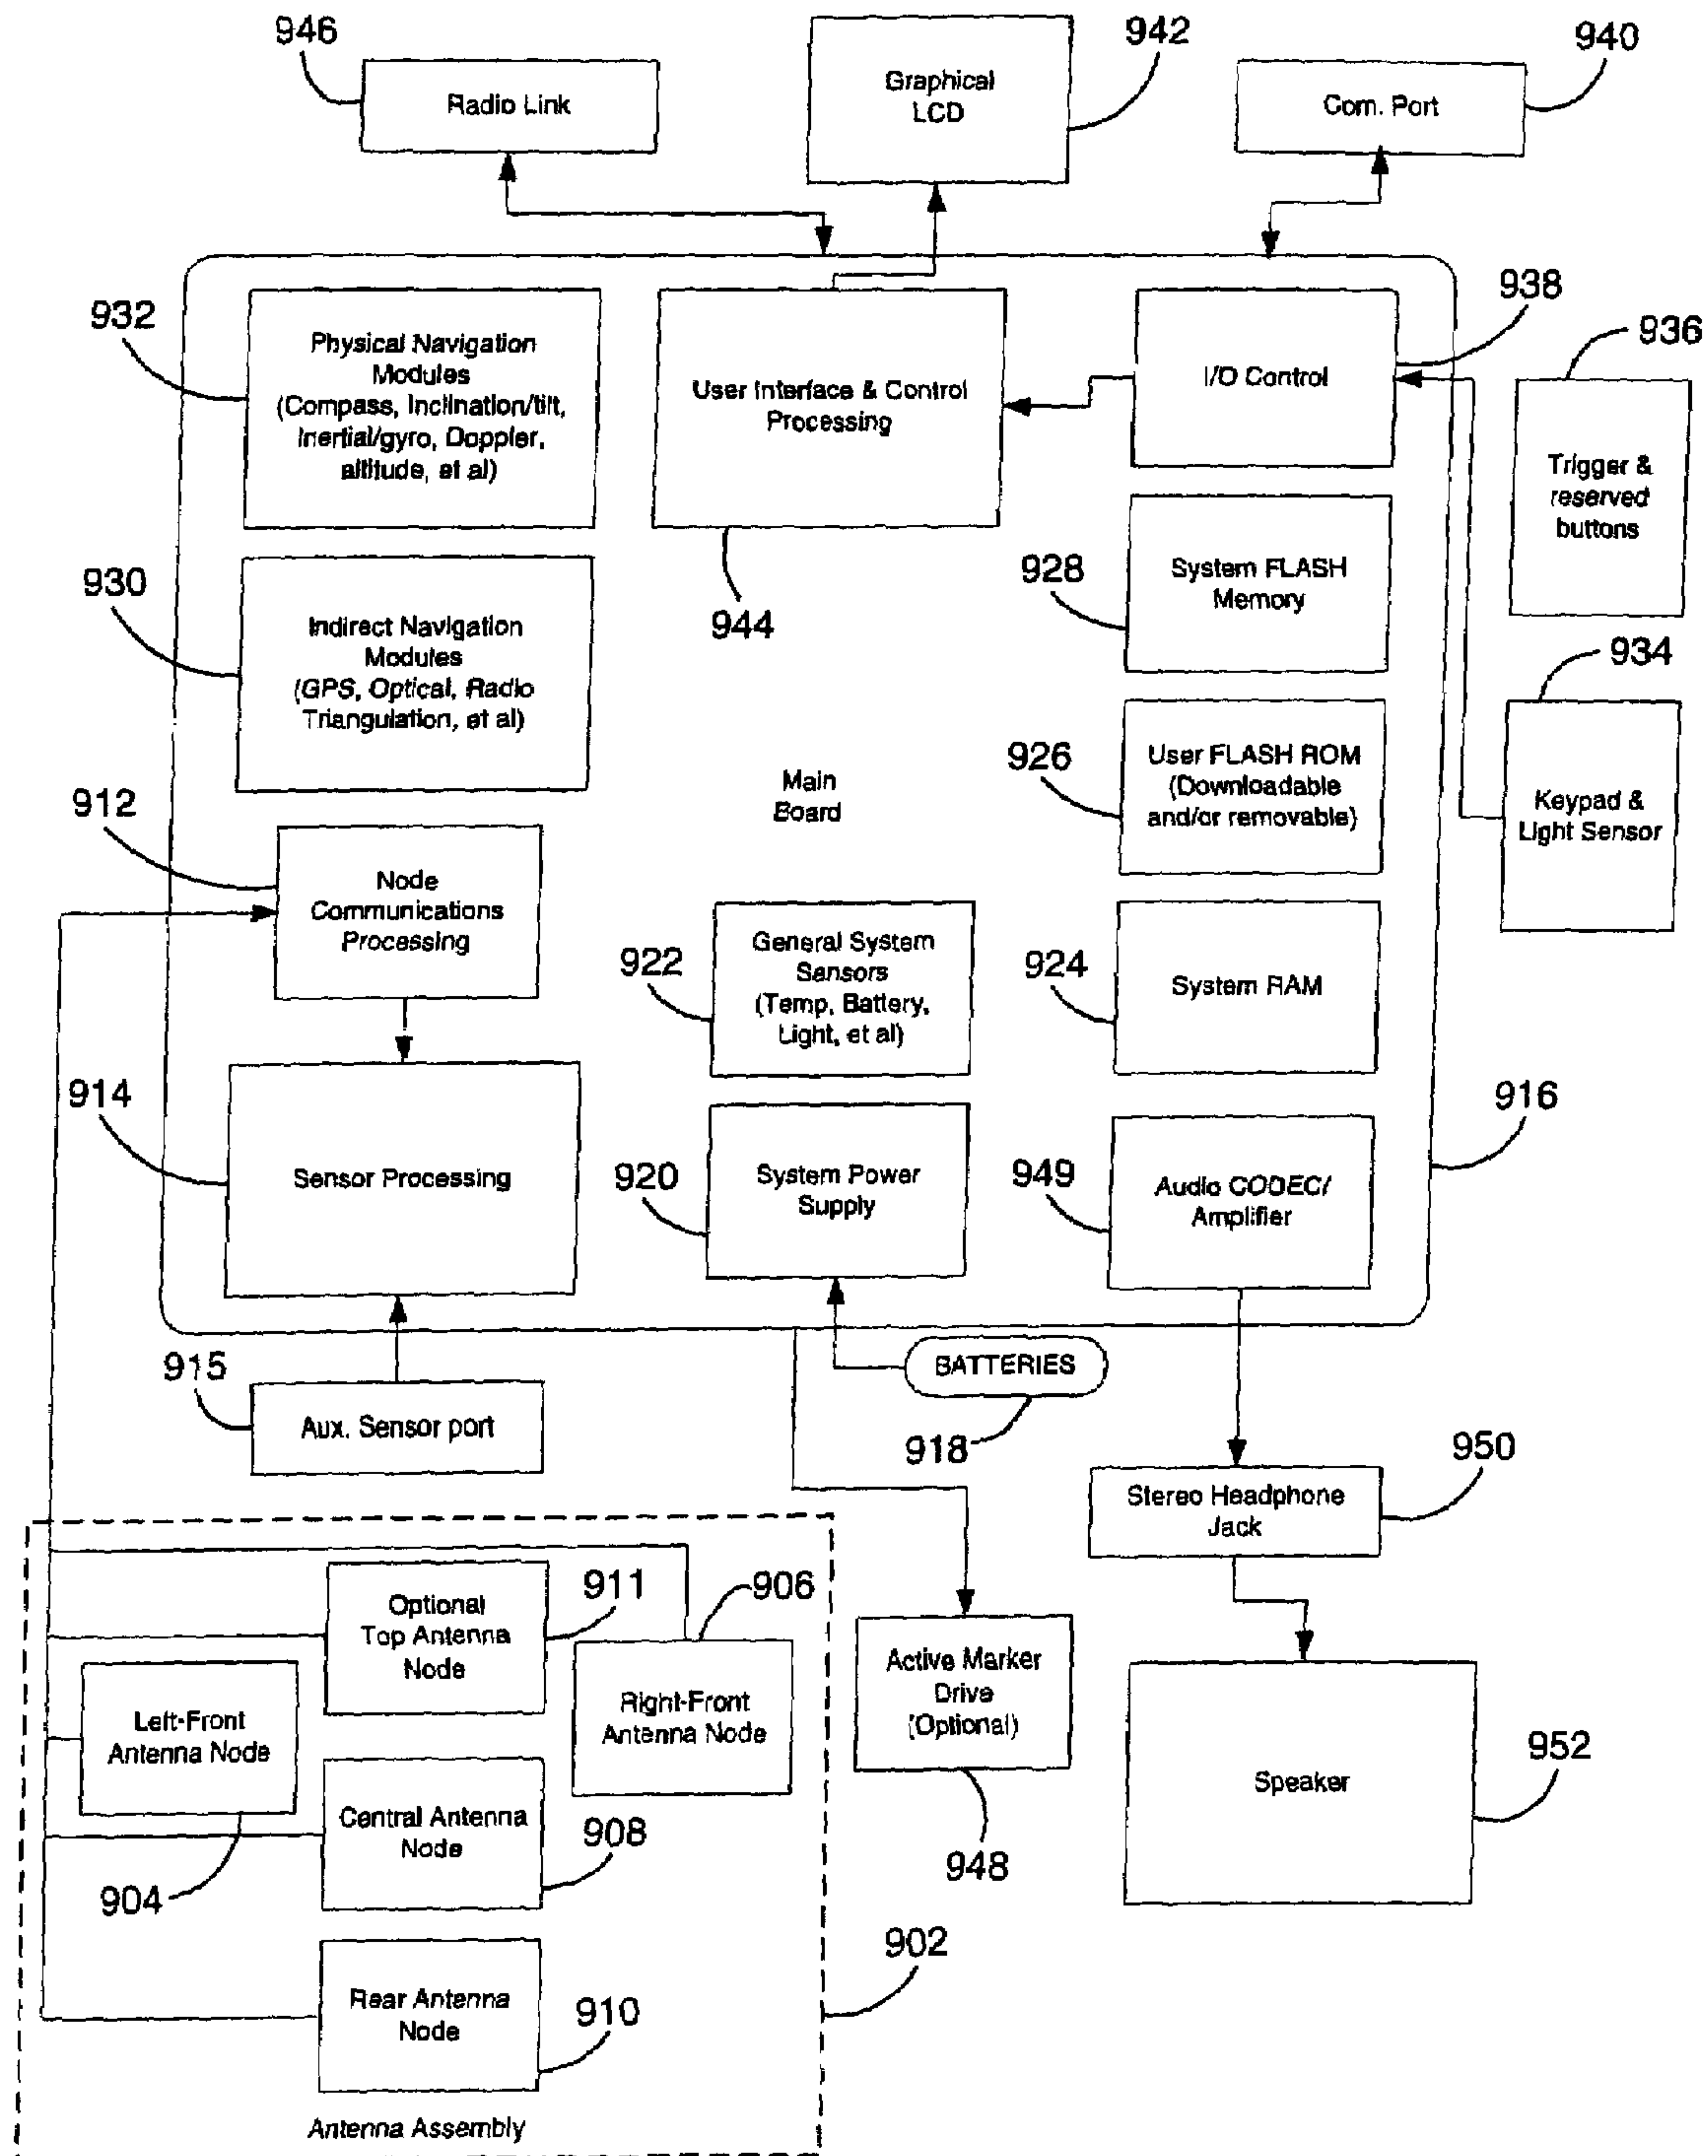 946
Radio Link
Graphical
LCD
942
Com. Port
940
932
Physical Navigation
Modules
(Compass, Inclination/tilt,
Inertial/gyro, Doppler,
altitude, et al)
User Interface & Control
Processing
944
I/O Control
938
936
Trigger &
reserved
buttons
930
Indirect Navigation
Modules
(GPS, Optical, Radio
Triangulation, et al)
928
System FLASH
Memory
934
Keypad &
Light Sensor
Main
Board
926
User FLASH ROM
(Downloadable
and/or removable)
912
Node
Communications
Processing
922
General System
Sensors
(Temp, Battery,
Light, et al)
924
System RAM
914
Sensor Processing
920
System Power
Supply
949
Audio CODEC/
Amplifier
916
915
Aux. Sensor port
BATTERIES
918
950
Stereo Headphone
Jack
Optional
Top Antenna
Node
911
906
Right-Front
Antenna Node
Left-Front
Antenna Node
904
Central Antenna
Node
908
Rear Antenna
Node
910
Antenna Assembly
902
Active Marker
Drive
(Optional)
948
Speaker
952